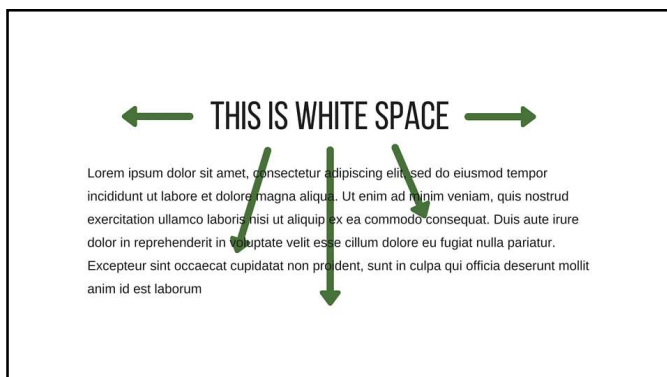 THIS IS WHITE SPACE
Lorem ipsum dolor sit amet, consectetur adipiscing elit, sed do eiusmod tempor
incididunt ut labore et dolore magna aliqua. Ut enim ad minim veniam, quis nostrud
exercitation ullamco laboris nisi ut aliquip ex ea commodo consequat. Duis aute irure
dolor in reprehenderit in voluptate velit esse cillum dolore eu fugiat nulla pariatur.
Excepteur sint occaecat cupidatat non proident, sunt in culpa qui officia deserunt mollit
anim id est laborum